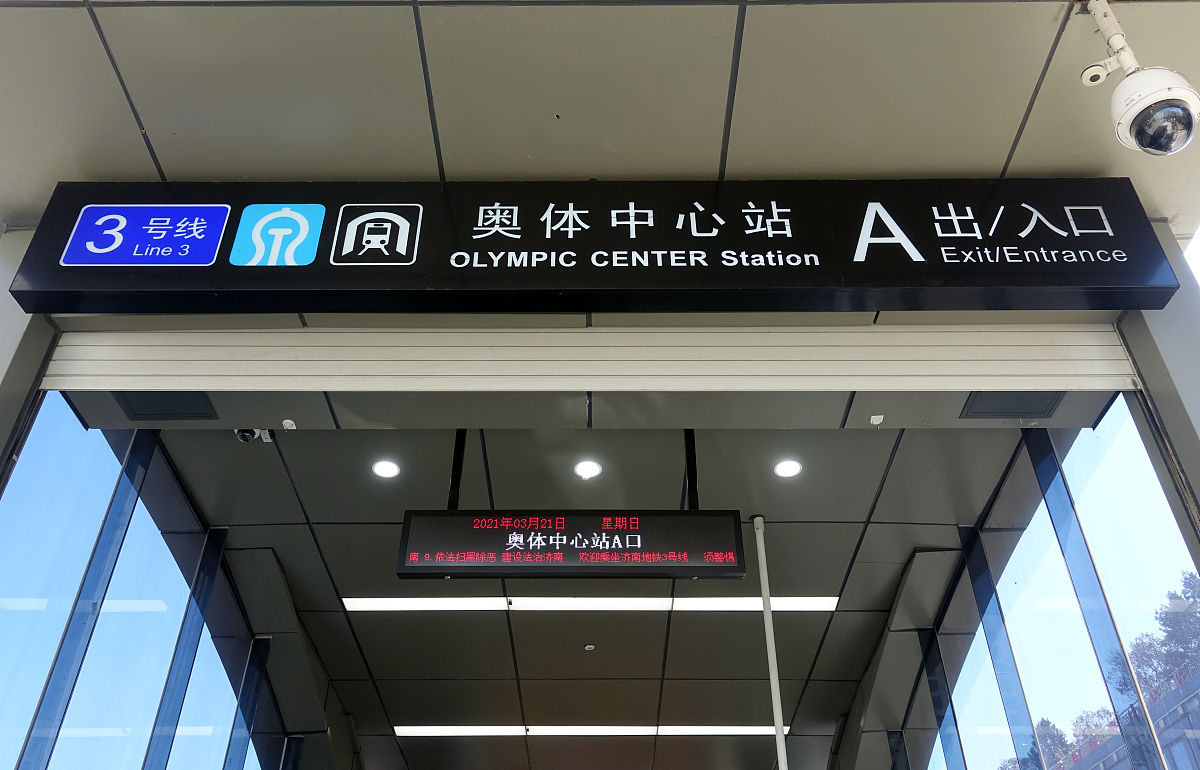 3号线
Line 3
奥体中心站
OLYMPIC CENTER Station
A
出/入口
Exit/Entrance
2021年03月21日 星期日
奥体中心站A口
依法扫黑除恶 建设法治济南 欢迎乘坐济南地铁3号线